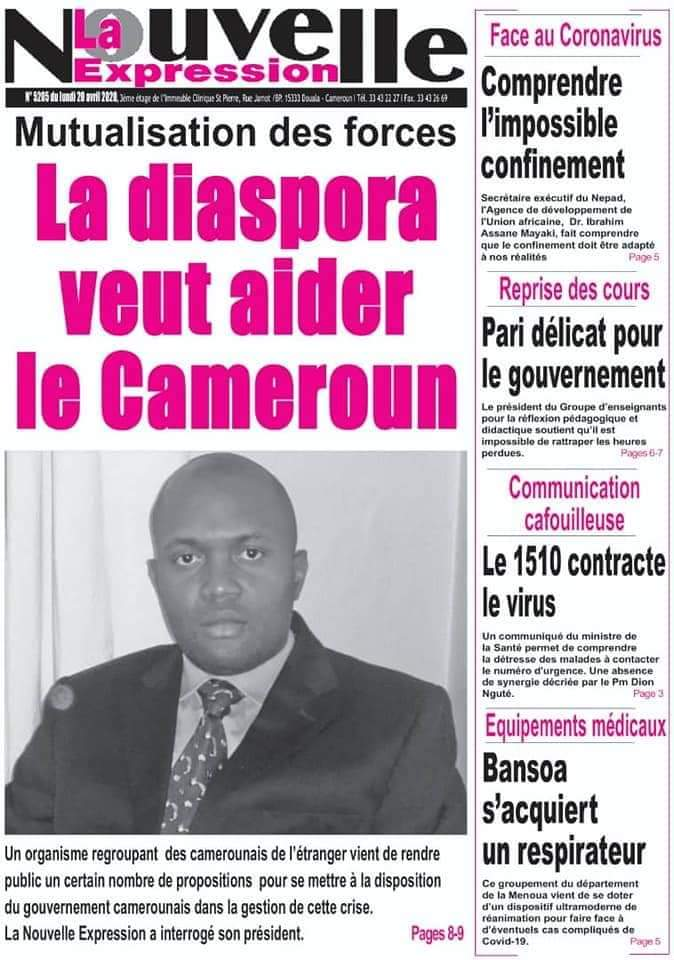 La Nouvelle
Expression
N° 5205 du lundi 20 avril 2020, 3ème étage de l'Immeuble Clinique St Pierre, Rue Jamot /BP. 15333 Douala - Cameroun I Tél. 33 43 22 27 I Fax. 33 43 26 69
Mutualisation des forces
La diaspora
veut aider
le Cameroun
Un organisme regroupant des camerounais de l'étranger vient de rendre
public un certain nombre de propositions pour se mettre à la disposition
du gouvernement camerounais dans la gestion de cette crise.
La Nouvelle Expression a interrogé son président. Pages 8-9
Face au Coronavirus
Comprendre
l'impossible
confinement
Secrétaire exécutif du Nepad,
l'Agence de développement de
l'Union africaine, Dr. Ibrahim
Assane Mayaki, fait comprendre
que le confinement doit être adapté
à nos réalités Page 5
Reprise des cours
Pari délicat pour
le gouvernement
Le président du Groupe d'enseignants
pour la réflexion pédagogique et
didactique soutient qu'il est
impossible de rattraper les heures
perdues. Pages 6-7
Communication
cafouilleuse
Le 1510 contracte
le virus
Un communiqué du ministre de
la Santé permet de comprendre
la détresse des malades à contacter
le numéro d'urgence. Une absence
de synergie décriée par le Pm Dion
Nguté. Page 3
Equipements médicaux
Bansoa
s'acquiert
un respirateur
Ce groupement du département
de la Menoua vient de se doter
d'un dispositif ultramoderne de
réanimation pour faire face à
d'éventuels cas compliqués de
Covid-19. Page 5